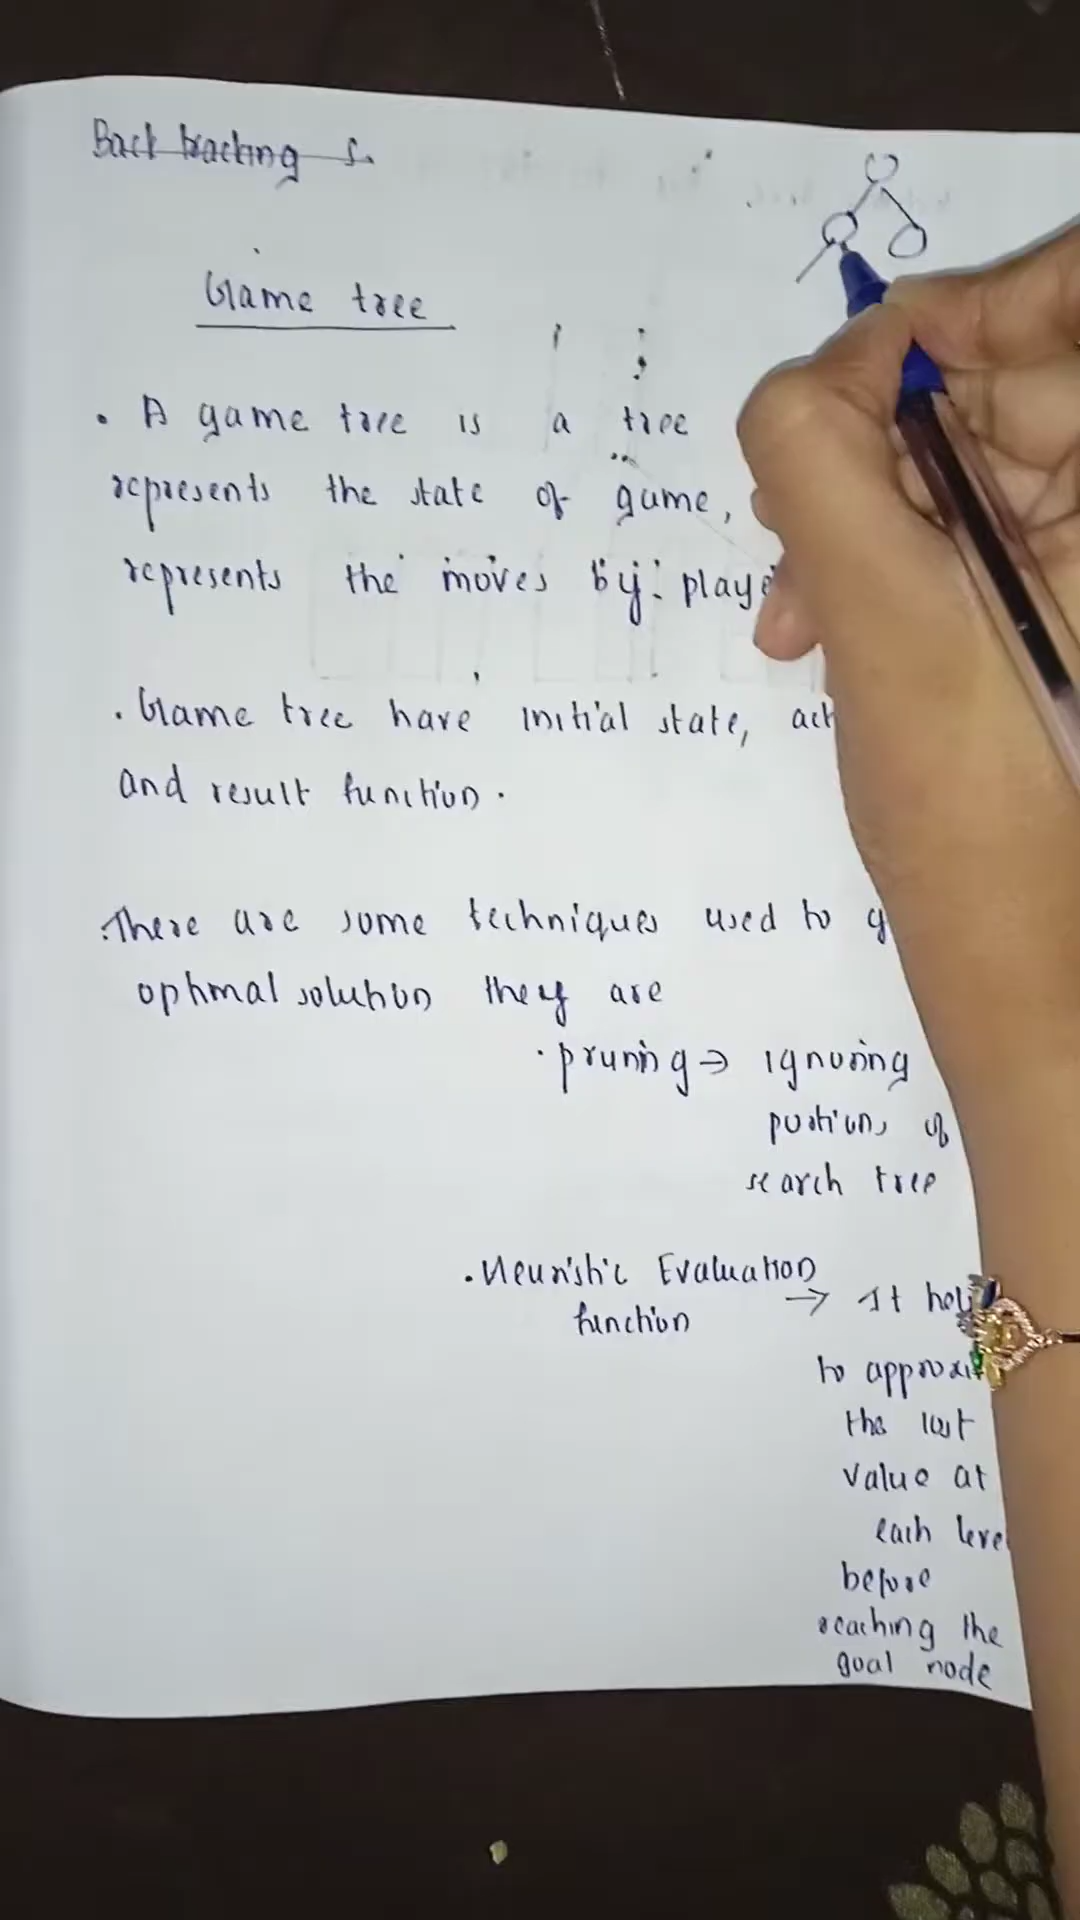 Back tracking
Game tree
• A game tree is a tree
represents the state of game,
represents the moves by: playe
. Game tree have initial state, act
and result function.
.There are some techniques used to g
optimal solution they are
. pruning → ignoring
portions of
search tree
. Heuristic Evaluation
function → It hel
to approxi
the cost
value at
each leve
before
reaching the
goal node